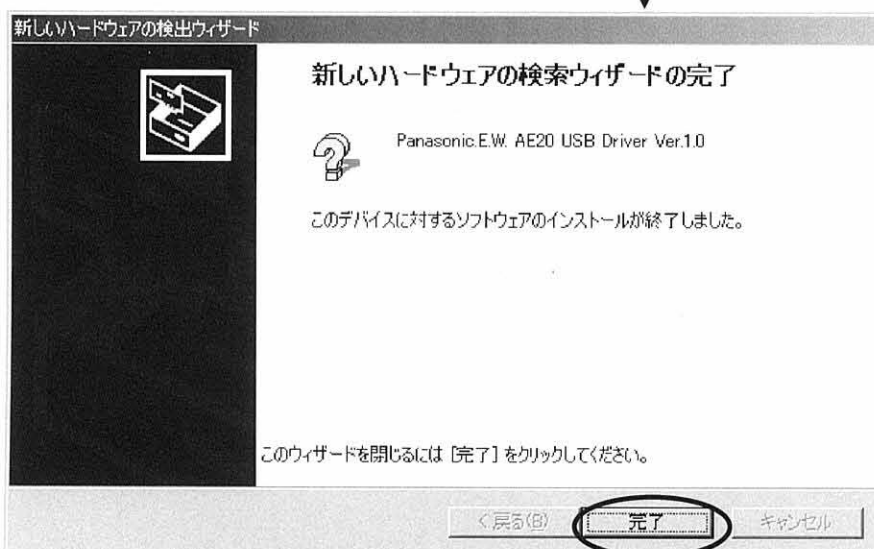 新しいハードウェアの検出ウィザード
新しいハードウェアの検索ウィザードの完了
Panasonic.E.W. AE20 USB Driver Ver.1.0
このデバイスに対するソフトウェアのインストールが終了しました。
このウィザードを閉じるには [完了] をクリックしてください。
< 戻る(B) 完了 キャンセル